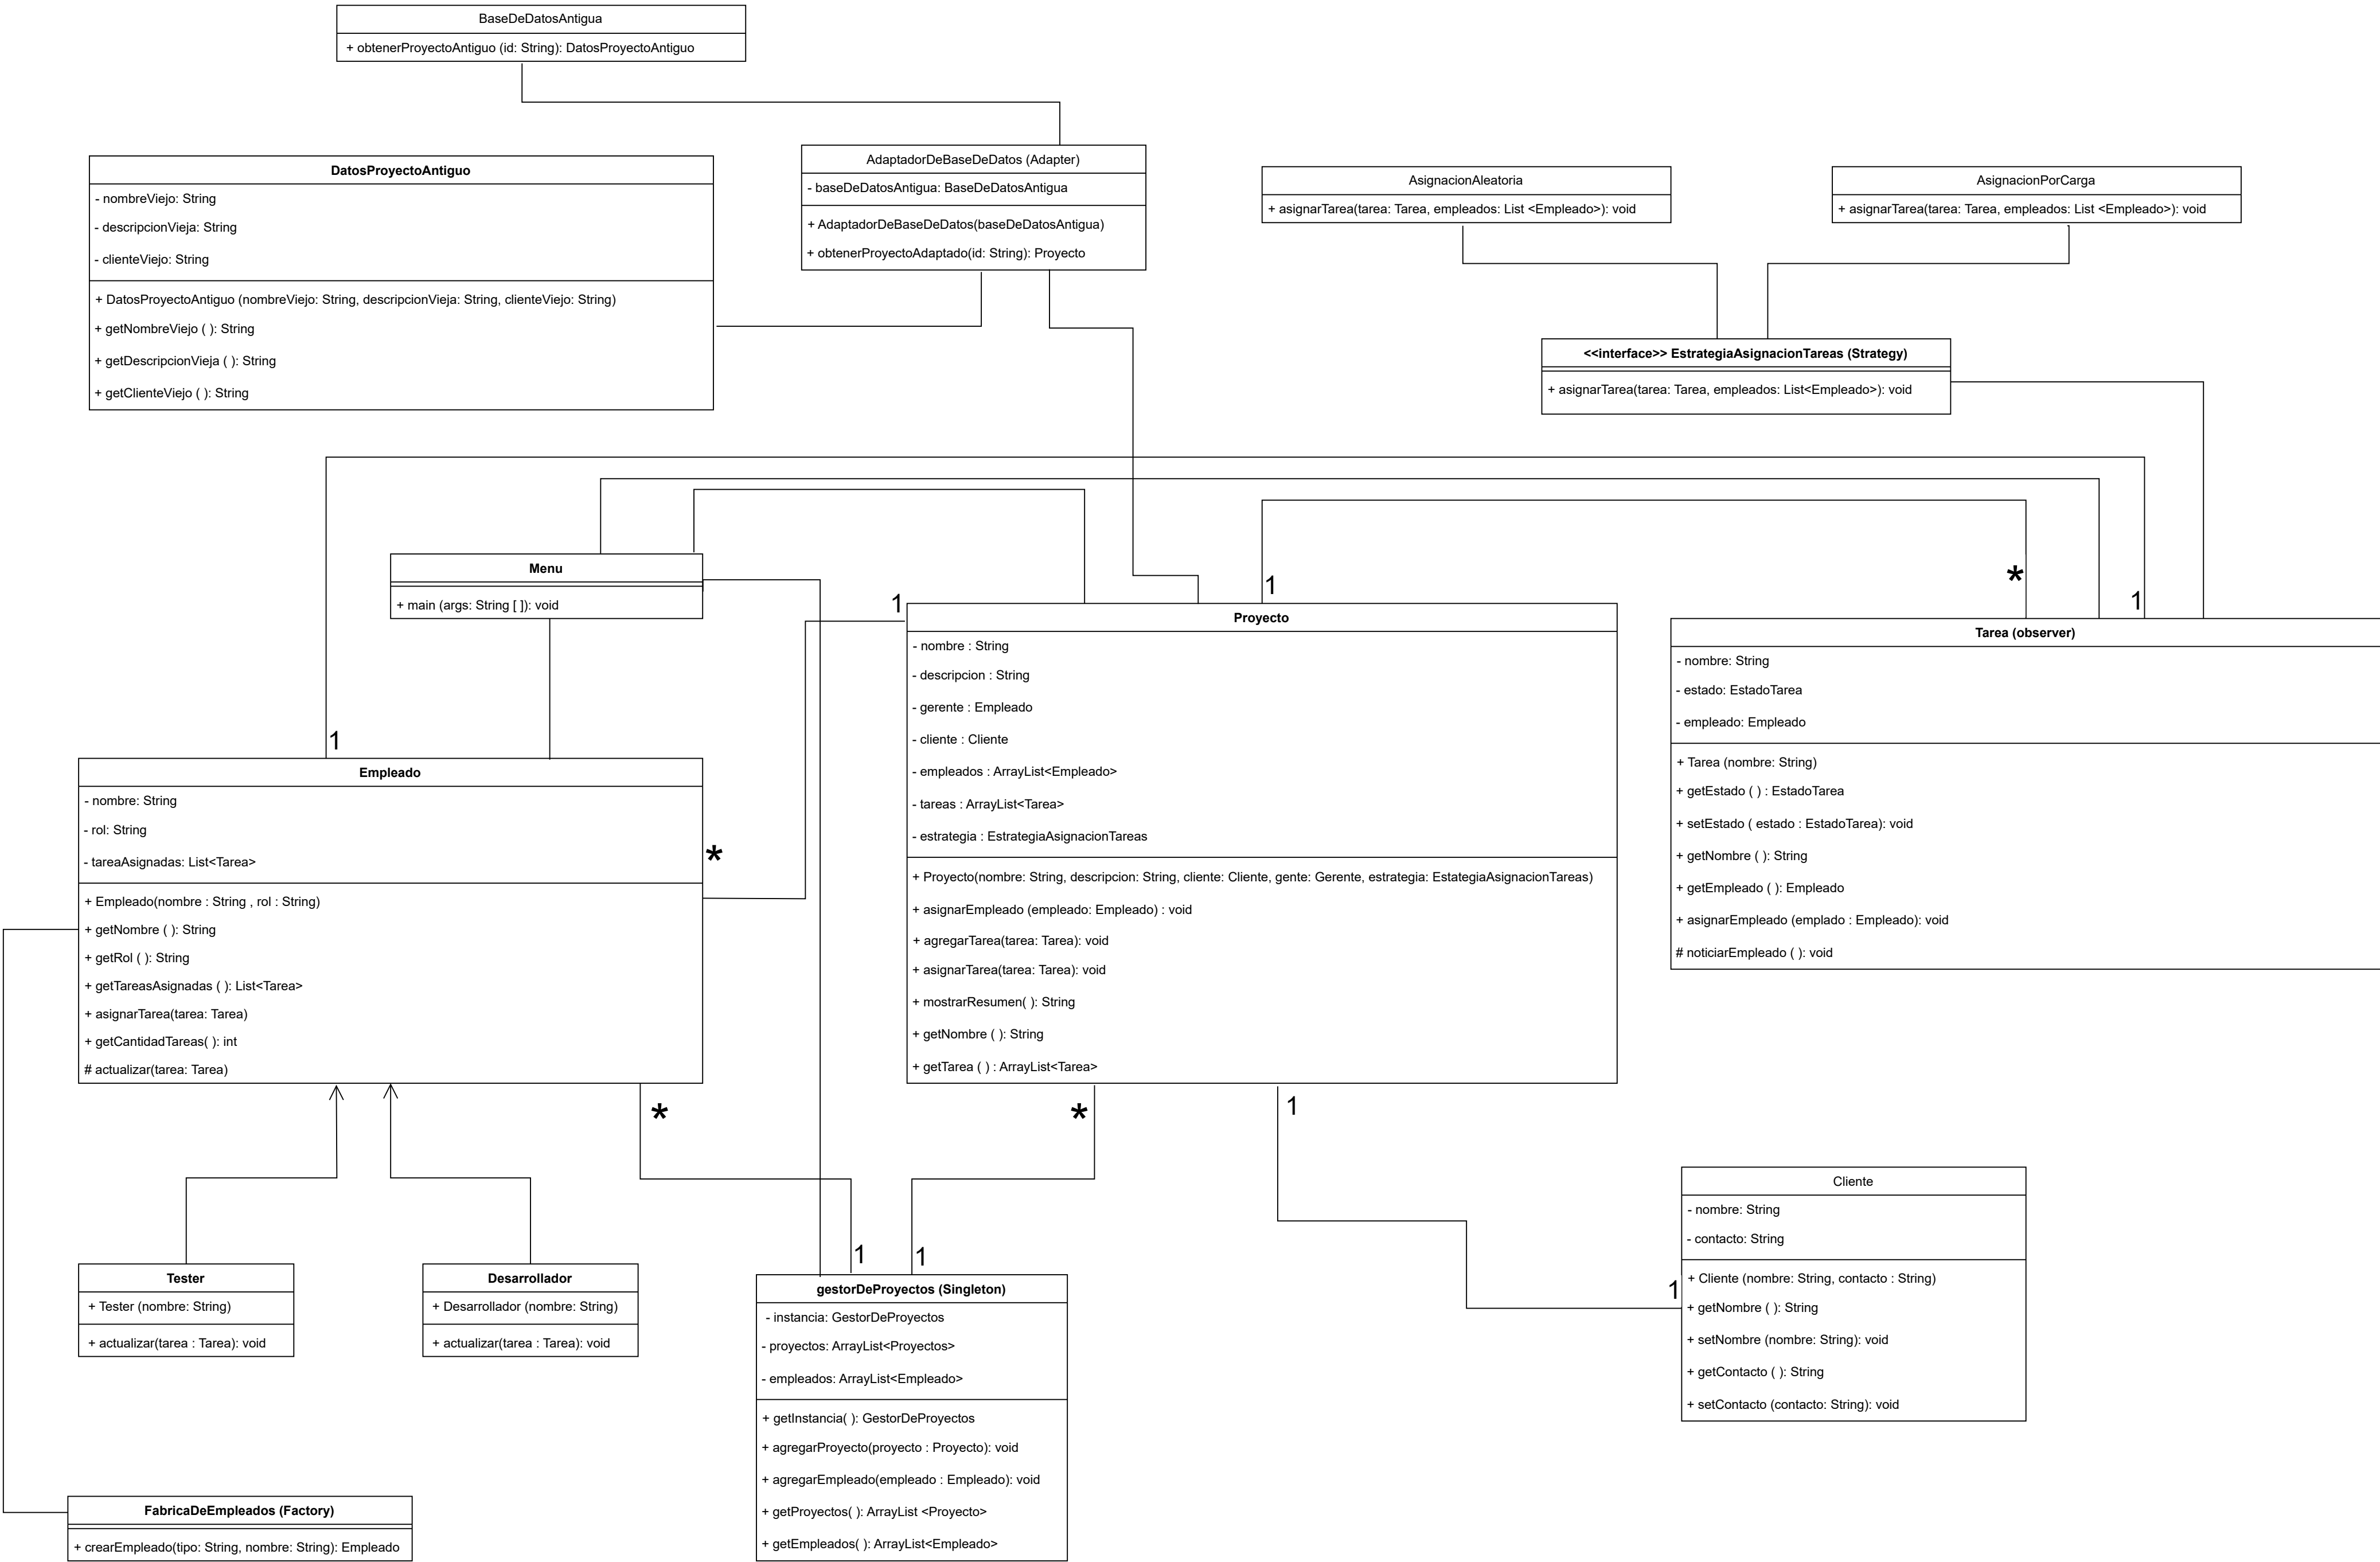 BaseDeDatosAntigua
+ obtenerProyectoAntiguo (id: String): DatosProyectoAntiguo
DatosProyectoAntiguo
- nombreViejo: String
- descripcionVieja: String
- clienteViejo: String
+ DatosProyectoAntiguo (nombreViejo: String, descripcionVieja: String, clienteViejo: String)
+ getNombreViejo ( ): String
+ getDescripcionVieja ( ): String
+ getClienteViejo ( ): String
AdaptadorDeBaseDeDatos (Adapter)
- baseDeDatosAntigua: BaseDeDatosAntigua
+ AdaptadorDeBaseDeDatos(baseDeDatosAntigua)
+ obtenerProyectoAdaptado(id: String): Proyecto
AsignacionAleatoria
+ asignarTarea(tarea: Tarea, empleados: List <Empleado>): void
AsignacionPorCarga
+ asignarTarea(tarea: Tarea, empleados: List <Empleado>): void
<<interface>> EstrategiaAsignacionTareas (Strategy)
+ asignarTarea(tarea: Tarea, empleados: List<Empleado>): void
Menu
+ main (args: String [ ]): void
1
1
*
1
1
*
Proyecto
- nombre : String
- descripcion : String
- gerente : Empleado
- cliente : Cliente
- empleados : ArrayList<Empleado>
- tareas : ArrayList<Tarea>
- estrategia : EstrategiaAsignacionTareas
+ Proyecto(nombre: String, descripcion: String, cliente: Cliente, gente: Gerente, estrategia: EstategiaAsignacionTareas)
+ asignarEmpleado (empleado: Empleado) : void
+ agregarTarea(tarea: Tarea): void
+ asignarTarea(tarea: Tarea): void
+ mostrarResumen( ): String
+ getNombre ( ): String
+ getTarea ( ) : ArrayList<Tarea>
Tarea (observer)
- nombre: String
- estado: EstadoTarea
- empleado: Empleado
+ Tarea (nombre: String)
+ getEstado ( ) : EstadoTarea
+ setEstado ( estado : EstadoTarea): void
+ getNombre ( ): String
+ getEmpleado ( ): Empleado
+ asignarEmpleado (emplado : Empleado): void
# noticiarEmpleado ( ): void
Empleado
- nombre: String
- rol: String
- tareaAsignadas: List<Tarea>
+ Empleado(nombre : String , rol : String)
+ getNombre ( ): String
+ getRol ( ): String
+ getTareasAsignadas ( ): List<Tarea>
+ asignarTarea(tarea: Tarea)
+ getCantidadTareas( ): int
# actualizar(tarea: Tarea)
*
*
1
1
1
1
Tester
+ Tester (nombre: String)
+ actualizar(tarea : Tarea): void
Desarrollador
+ Desarrollador (nombre: String)
+ actualizar(tarea : Tarea): void
gestorDeProyectos (Singleton)
- instancia: GestorDeProyectos
- proyectos: ArrayList<Proyectos>
- empleados: ArrayList<Empleado>
+ getInstancia( ): GestorDeProyectos
+ agregarProyecto(proyecto : Proyecto): void
+ agregarEmpleado(empleado : Empleado): void
+ getProyectos( ): ArrayList <Proyecto>
+ getEmpleados( ): ArrayList<Empleado>
Cliente
- nombre: String
- contacto: String
+ Cliente (nombre: String, contacto : String)
+ getNombre ( ): String
+ setNombre (nombre: String): void
+ getContacto ( ): String
+ setContacto (contacto: String): void
FabricaDeEmpleados (Factory)
+ crearEmpleado(tipo: String, nombre: String): Empleado